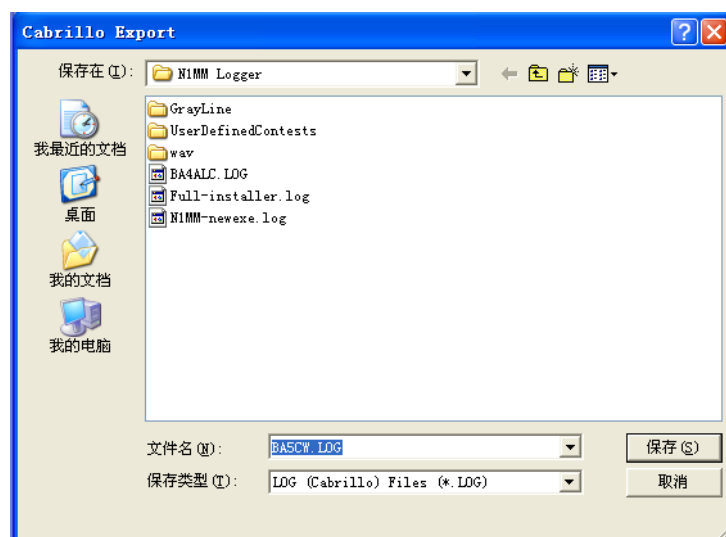 Cabrillo Export
保存在(I):
N1MM Logger
我最近的文档
桌面
我的文档
我的电脑
GrayLine
UserDefinedContests
wav
BA4ALC.LOG
Full-installer.log
N1MM-newexe.log
文件名(N):
BA5CW.LOG
保存(S)
保存类型(T):
LOG (Cabrillo) Files (*.LOG)
取消